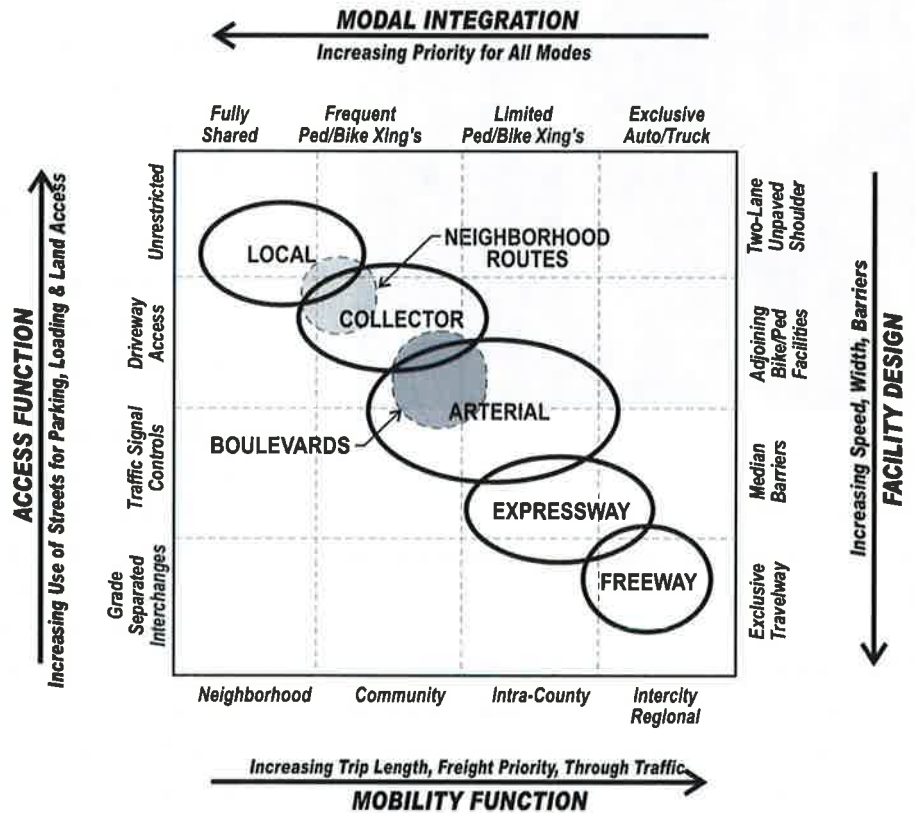 MODAL INTEGRATION
Increasing Priority for All Modes
Fully
Shared
Frequent
Ped/Bike Xing's
Limited
Ped/Bike Xing's
Exclusive
Auto/Truck
ACCESS FUNCTION
Increasing Use of Streets for Parking, Loading & Land Access
Unrestricted
Driveway
Access
Traffic Signal
Controls
Grade
Separated
Interchanges
LOCAL
NEIGHBORHOOD
ROUTES
COLLECTOR
ARTERIAL
BOULEVARDS
EXPRESSWAY
FREEWAY
Two-Lane
Unpaved
Shoulder
Adjoining
Bike/Ped
Facilities
Median
Barriers
Exclusive
Travelway
Increasing Speed, Width, Barriers
FACILITY DESIGN
Neighborhood
Community
Intra-County
Intercity
Regional
Increasing Trip Length, Freight Priority, Through Traffic
MOBILITY FUNCTION